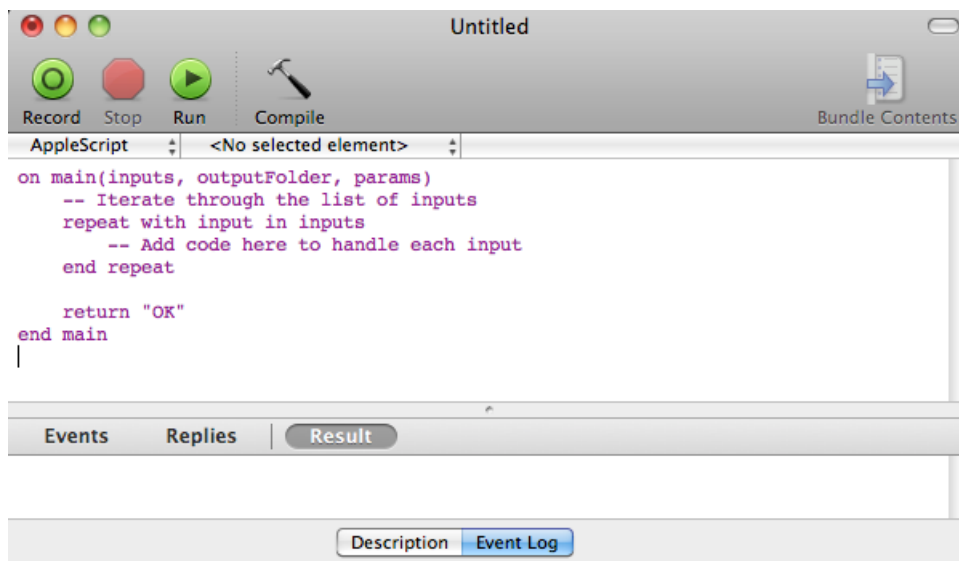 Untitled
Record Stop Run Compile Bundle Contents
AppleScript <No selected element>
on main(inputs, outputFolder, params)
    -- Iterate through the list of inputs
    repeat with input in inputs
        -- Add code here to handle each input
    end repeat

    return "OK"
end main
Events Replies Result
Description Event Log